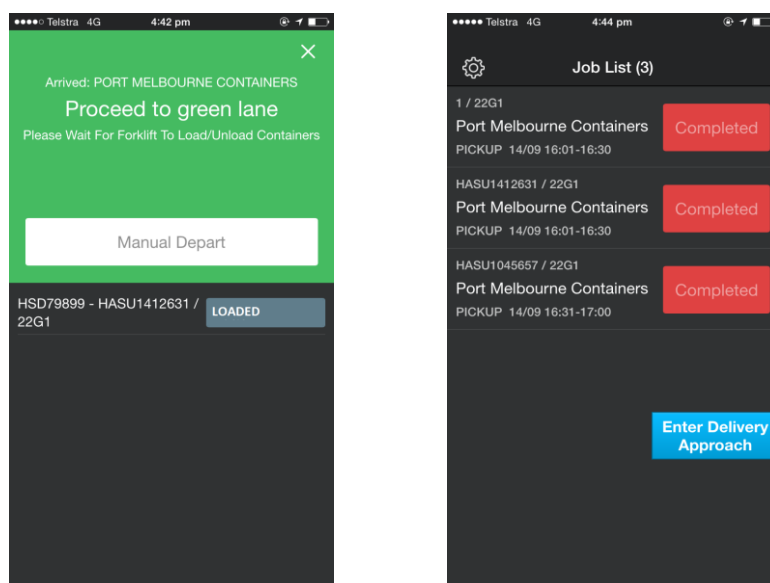 Telstra 4G 4:42 pm
Arrived: PORT MELBOURNE CONTAINERS
Proceed to green lane
Please Wait For Forklift To Load/Unload Containers
Manual Depart
HSD79899 - HASU1412631 /
22G1
LOADED
Telstra 4G 4:44 pm
Job List (3)
1 / 22G1
Port Melbourne Containers
PICKUP 14/09 16:01-16:30
Completed
HASU1412631 / 22G1
Port Melbourne Containers
PICKUP 14/09 16:01-16:30
Completed
HASU1045657 / 22G1
Port Melbourne Containers
PICKUP 14/09 16:31-17:00
Completed
Enter Delivery
Approach